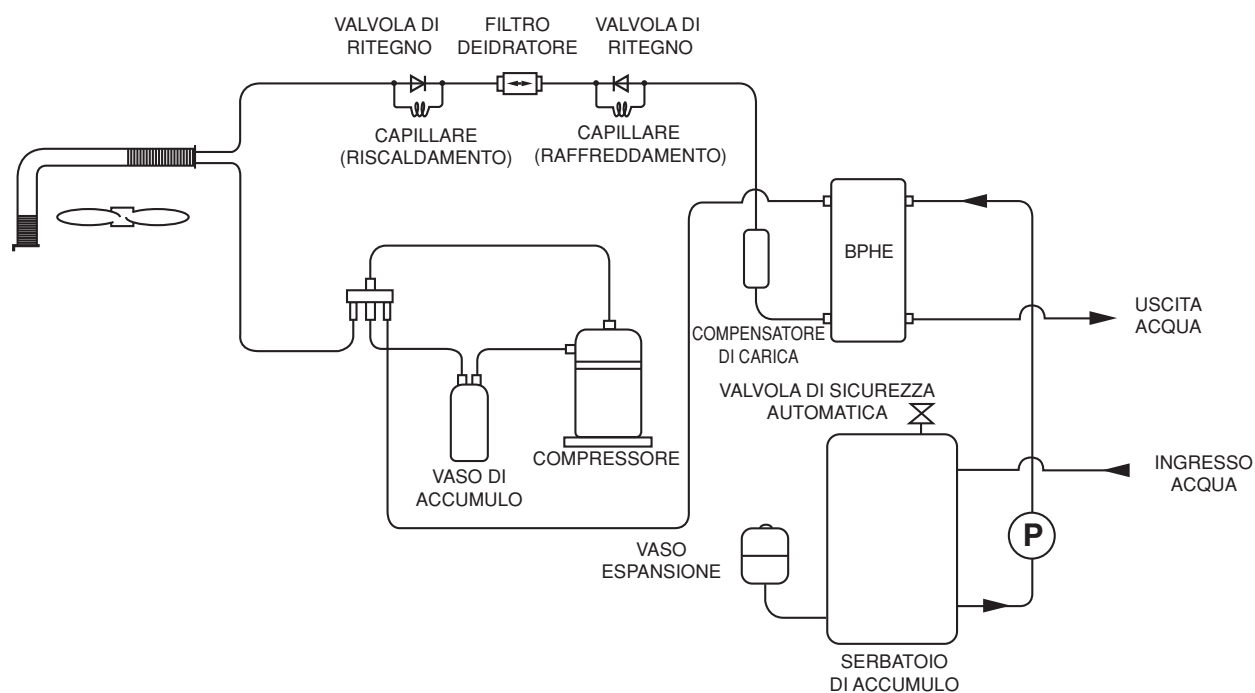 VALVOLA DI
RITEGNO
FILTRO
DEIDRATORE
VALVOLA DI
RITEGNO
CAPILLARE
(RISCALDAMENTO)
CAPILLARE
(RAFFREDDAMENTO)
BPHE
COMPENSATORE
DI CARICA
USCITA
ACQUA
VALVOLA DI SICUREZZA
AUTOMATICA
COMPRESSORE
VASO DI
ACCUMULO
INGRESSO
ACQUA
P
VASO
ESPANSIONE
SERBATOIO
DI ACCUMULO